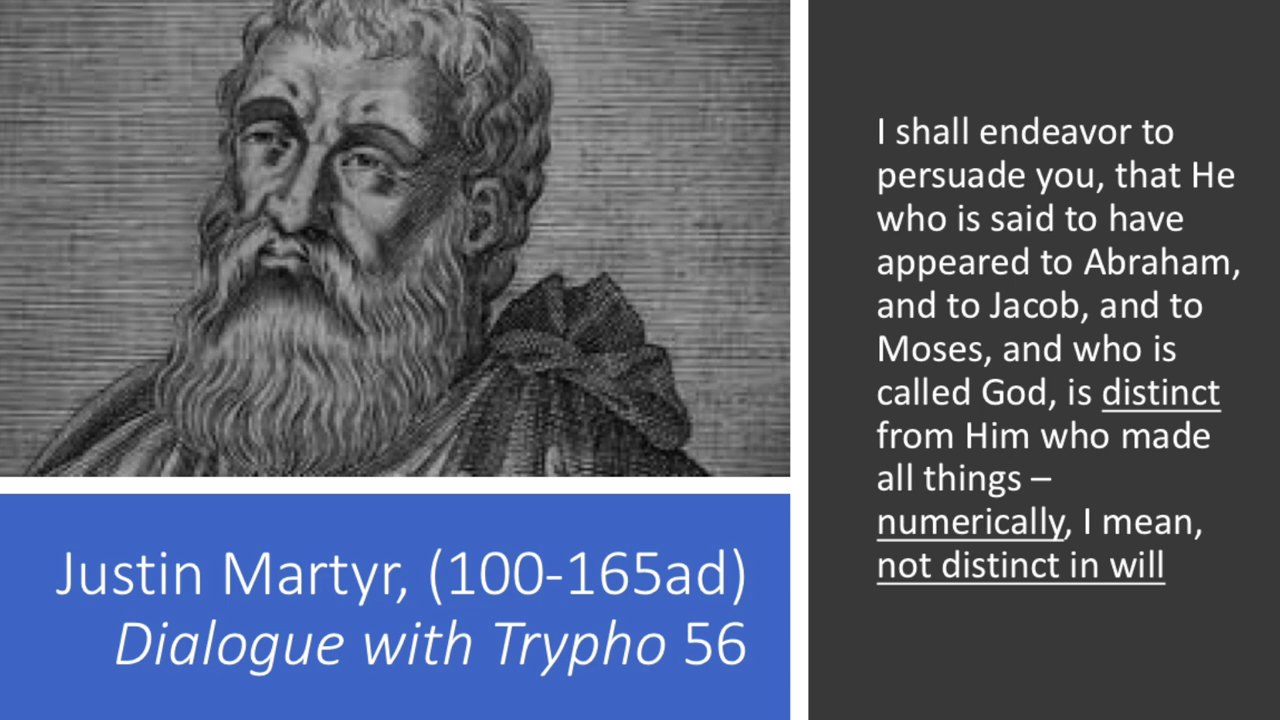 Justin Martyr, (100-165ad)
Dialogue with Trypho 56
I shall endeavor to
persuade you, that He
who is said to have
appeared to Abraham,
and to Jacob, and to
Moses, and who is
called God, is distinct
from Him who made
all things –
numerically, I mean,
not distinct in will